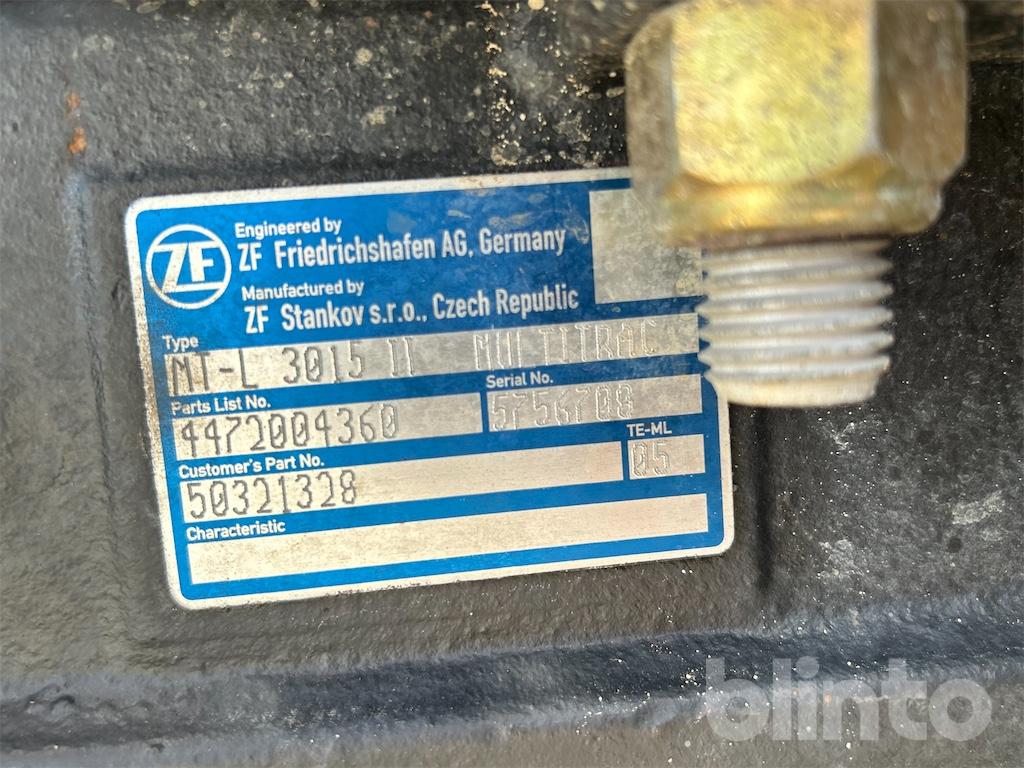 ZF
Engineered by
ZF Friedrichshafen AG, Germany
Manufactured by
ZF Stankov s.r.o., Czech Republic
Type
MT-L 3015 II MULTITRAC
Parts List No.
4472004360
Serial No.
5756708
Customer's Part No.
50321328
TE-ML
05
Characteristic
blinto